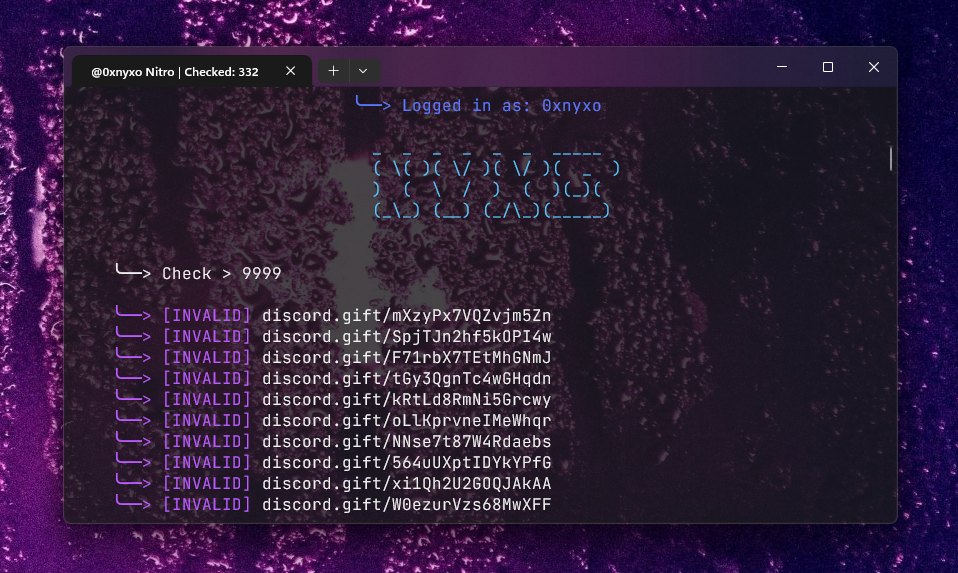 @0xnyxo Nitro | Checked: 332
╰─> Logged in as: 0xnyxo
 _  _  _  _  _  _  _____
( \( )( \/ )( \/ )(  _  )
)  (  \  /  )  (  )(_)(
(_\_) (__) (_/\_)(_____)
╰─> Check > 9999
╰─> [INVALID] discord.gift/mXzyPx7VQZvjm5Zn
╰─> [INVALID] discord.gift/SpjTJn2hf5kOPI4w
╰─> [INVALID] discord.gift/F71rbX7TEtMhGNmJ
╰─> [INVALID] discord.gift/tGy3QgnTc4wGHqdn
╰─> [INVALID] discord.gift/kRtLd8RmNi5Grcwy
╰─> [INVALID] discord.gift/oLlKprvneIMeWhqr
╰─> [INVALID] discord.gift/NNse7t87W4Rdaebs
╰─> [INVALID] discord.gift/564uUXptIDYkYPfG
╰─> [INVALID] discord.gift/xi1Qh2U2GOQJAkAA
╰─> [INVALID] discord.gift/W0ezurVzs68MwXFF